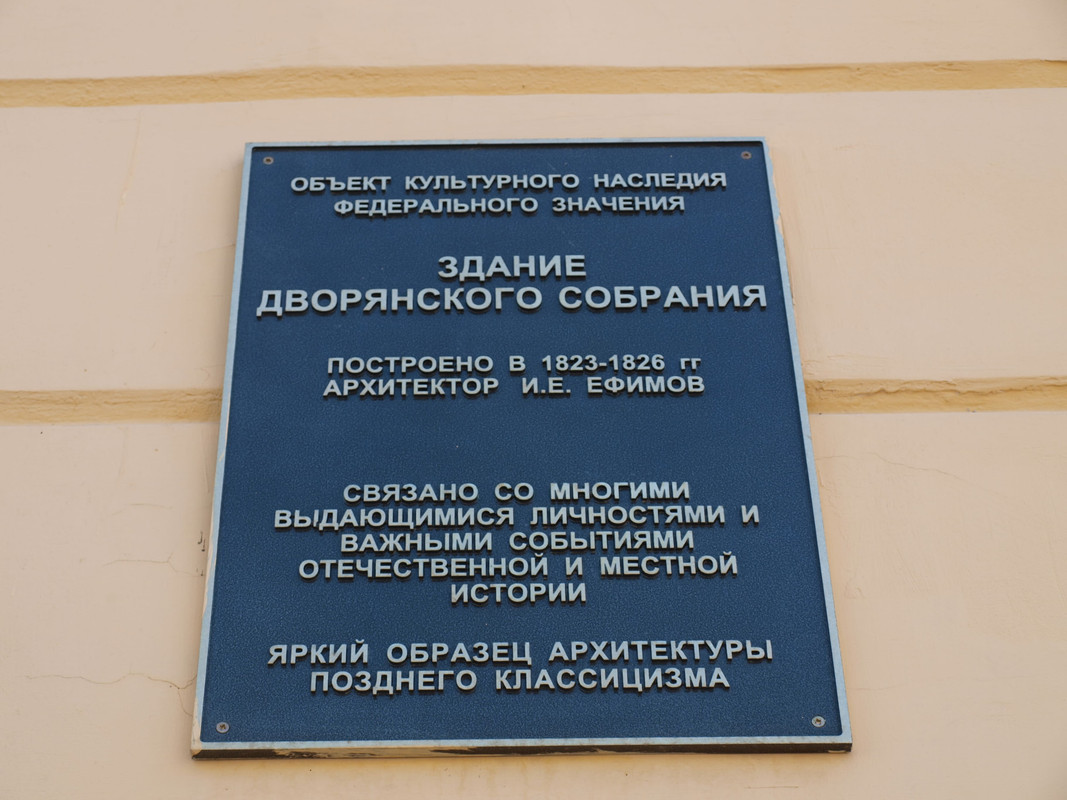 ОБЪЕКТ КУЛЬТУРНОГО НАСЛЕДИЯ
ФЕДЕРАЛЬНОГО ЗНАЧЕНИЯ
ЗДАНИЕ
ДВОРЯНСКОГО СОБРАНИЯ
ПОСТРОЕНО В 1823-1826 гг
АРХИТЕКТОР И.Е. ЕФИМОВ
СВЯЗАНО СО МНОГИМИ
ВЫДАЮЩИМИСЯ ЛИЧНОСТЯМИ И
ВАЖНЫМИ СОБЫТИЯМИ
ОТЕЧЕСТВЕННОЙ И МЕСТНОЙ
ИСТОРИИ
ЯРКИЙ ОБРАЗЕЦ АРХИТЕКТУРЫ
ПОЗДНЕГО КЛАССИЦИЗМА